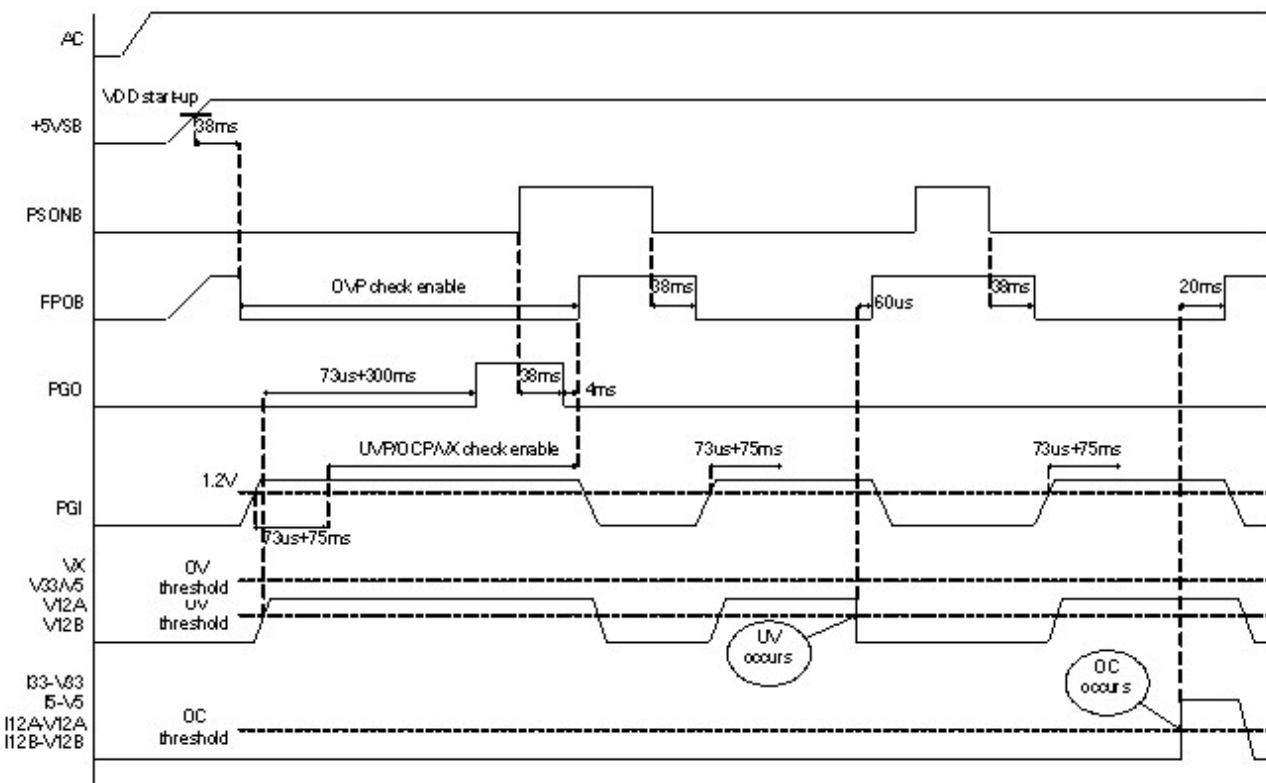 AC
VDD start-up
+5VSB
38ms
PSONB
FPOB
OVP check enable
38ms
60us
38ms
20ms
PGO
73us+300ms
38ms
4ms
UVP/OCP/VX check enable
73us+75ms
73us+75ms
1.2V
PGI
73us+75ms
VX
V33/V5
V12A
V12B
OV
threshold
UV
threshold
UV
occurs
OC
occurs
I33-V33
I5-V5
I12A-V12A
I12B-V12B
OC
threshold